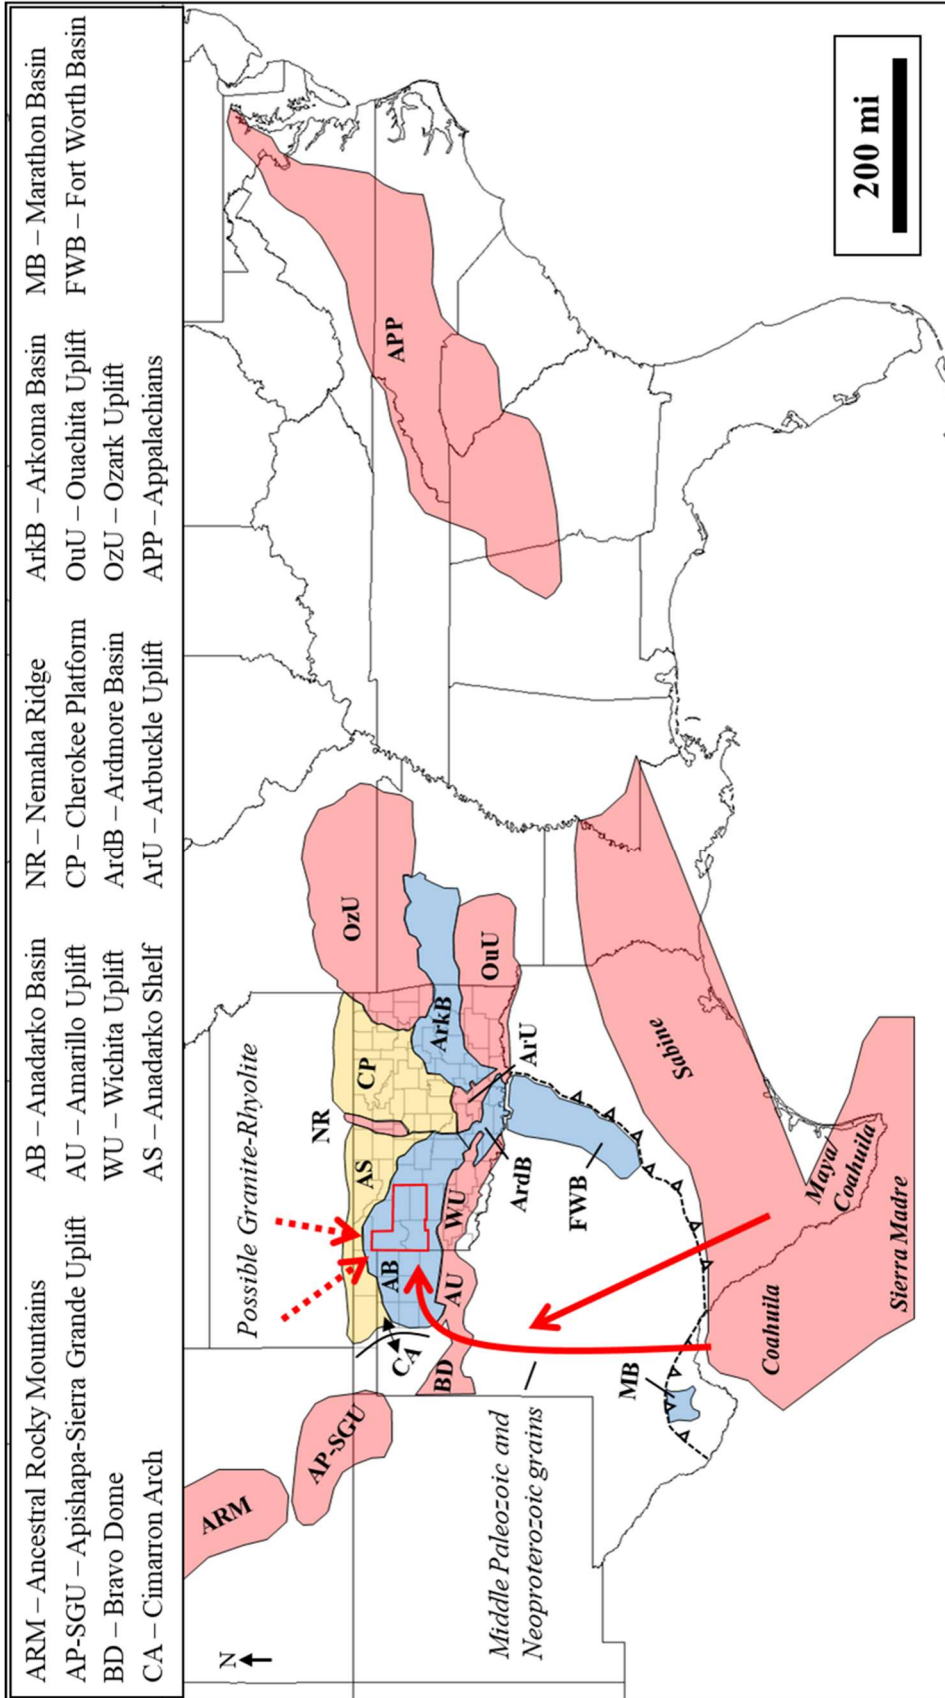 ARM – Ancestral Rocky Mountains
AP-SGU – Apishapa-Sierra Grande Uplift
BD – Bravo Dome
CA – Cimarron Arch
AB – Anadarko Basin
AU – Amarillo Uplift
WU – Wichita Uplift
AS – Anadarko Shelf
NR – Nemaha Ridge
CP – Cherokee Platform
ArdB – Ardmore Basin
ArU – Arbuckle Uplift
ArkB – Arkoma Basin
OuU – Ouachita Uplift
OzU – Ozark Uplift
APP – Appalachians
MB – Marathon Basin
FWB – Fort Worth Basin
N
ARM
AP-SGU
Possible Granite-Rhyolite
NR
AS
CP
OzU
APP
CA
AB
BD
AU
WU
ArkB
OuU
ArU
ArdB
FWB
Middle Paleozoic and
Neoproterozoic grains
MB
Sabine
Coahuila
Maya/
Coahuila
Sierra Madre
200 mi